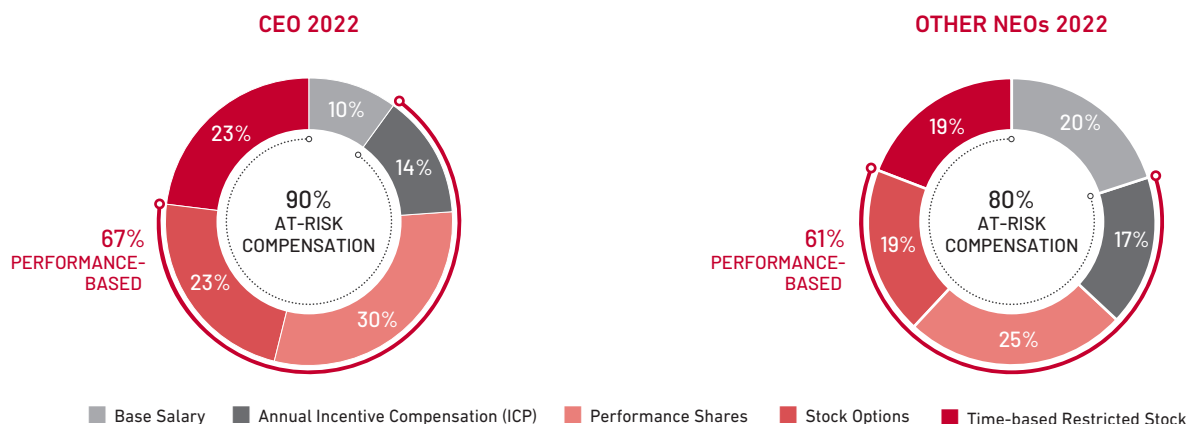 CEO 2022
10%
14%
30%
23%
23%
90%
AT-RISK
COMPENSATION
67%
PERFORMANCE-
BASED
OTHER NEOs 2022
20%
17%
25%
19%
19%
80%
AT-RISK
COMPENSATION
61%
PERFORMANCE-
BASED
Base Salary
Annual Incentive Compensation (ICP)
Performance Shares
Stock Options
Time-based Restricted Stock